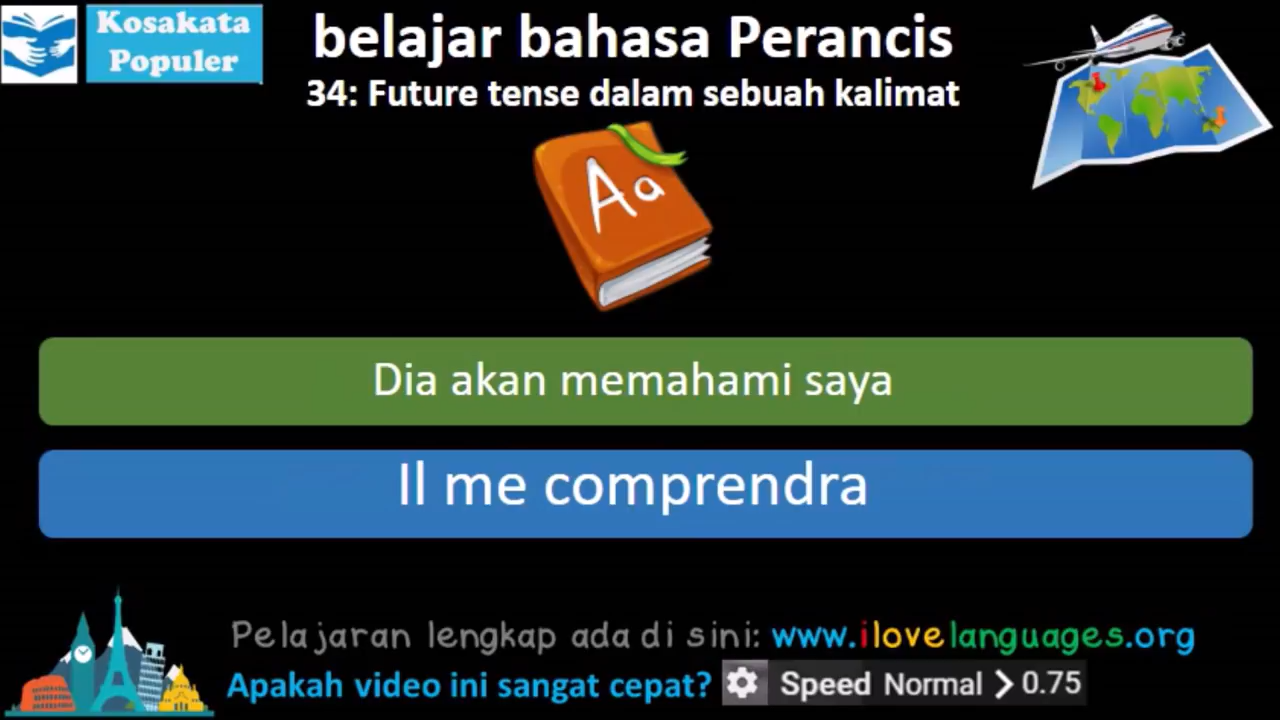 Kosakata
Populer
belajar bahasa Perancis
34: Future tense dalam sebuah kalimat
Aa
Dia akan memahami saya
Il me comprendra
Pelajaran lengkap ada di sini: www.ilovelanguages.org
Apakah video ini sangat cepat? Speed Normal > 0.75